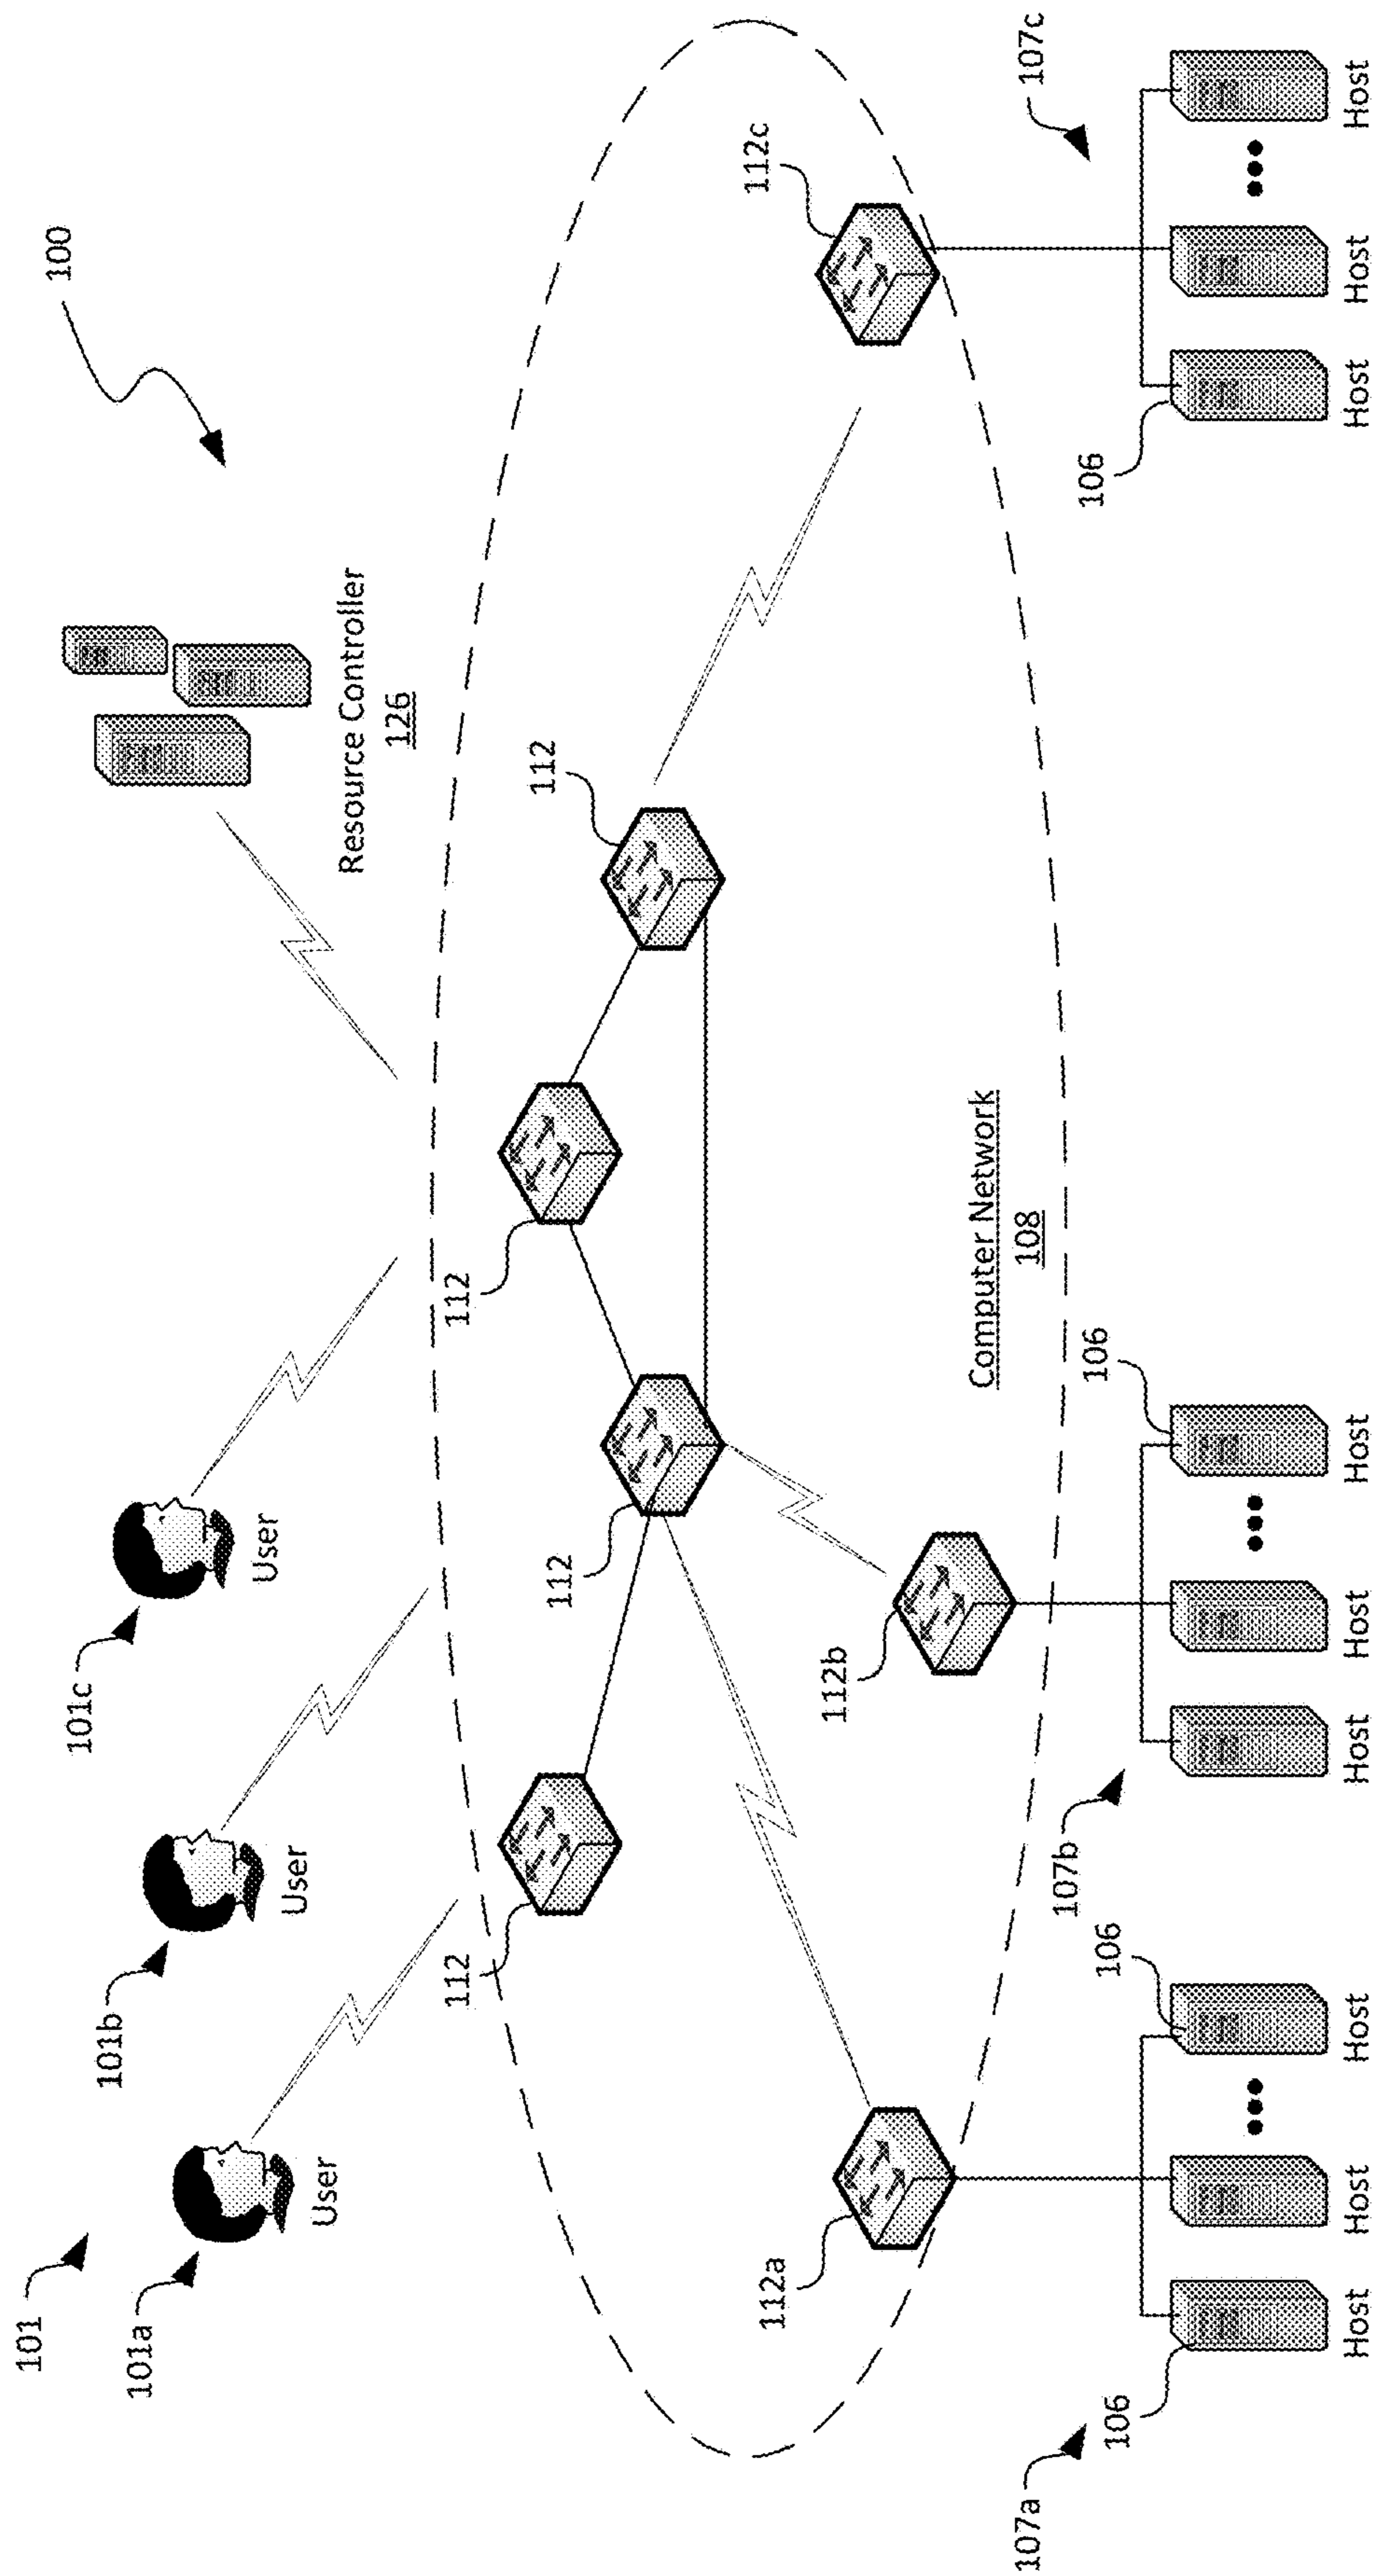 100
101
101a
User
101b
User
101c
User
Resource Controller
126
112
112
112
112
112a
112b
112c
Computer Network
108
107a
106
106
Host
Host
Host
107b
106
Host
Host
Host
107c
106
Host
Host
Host